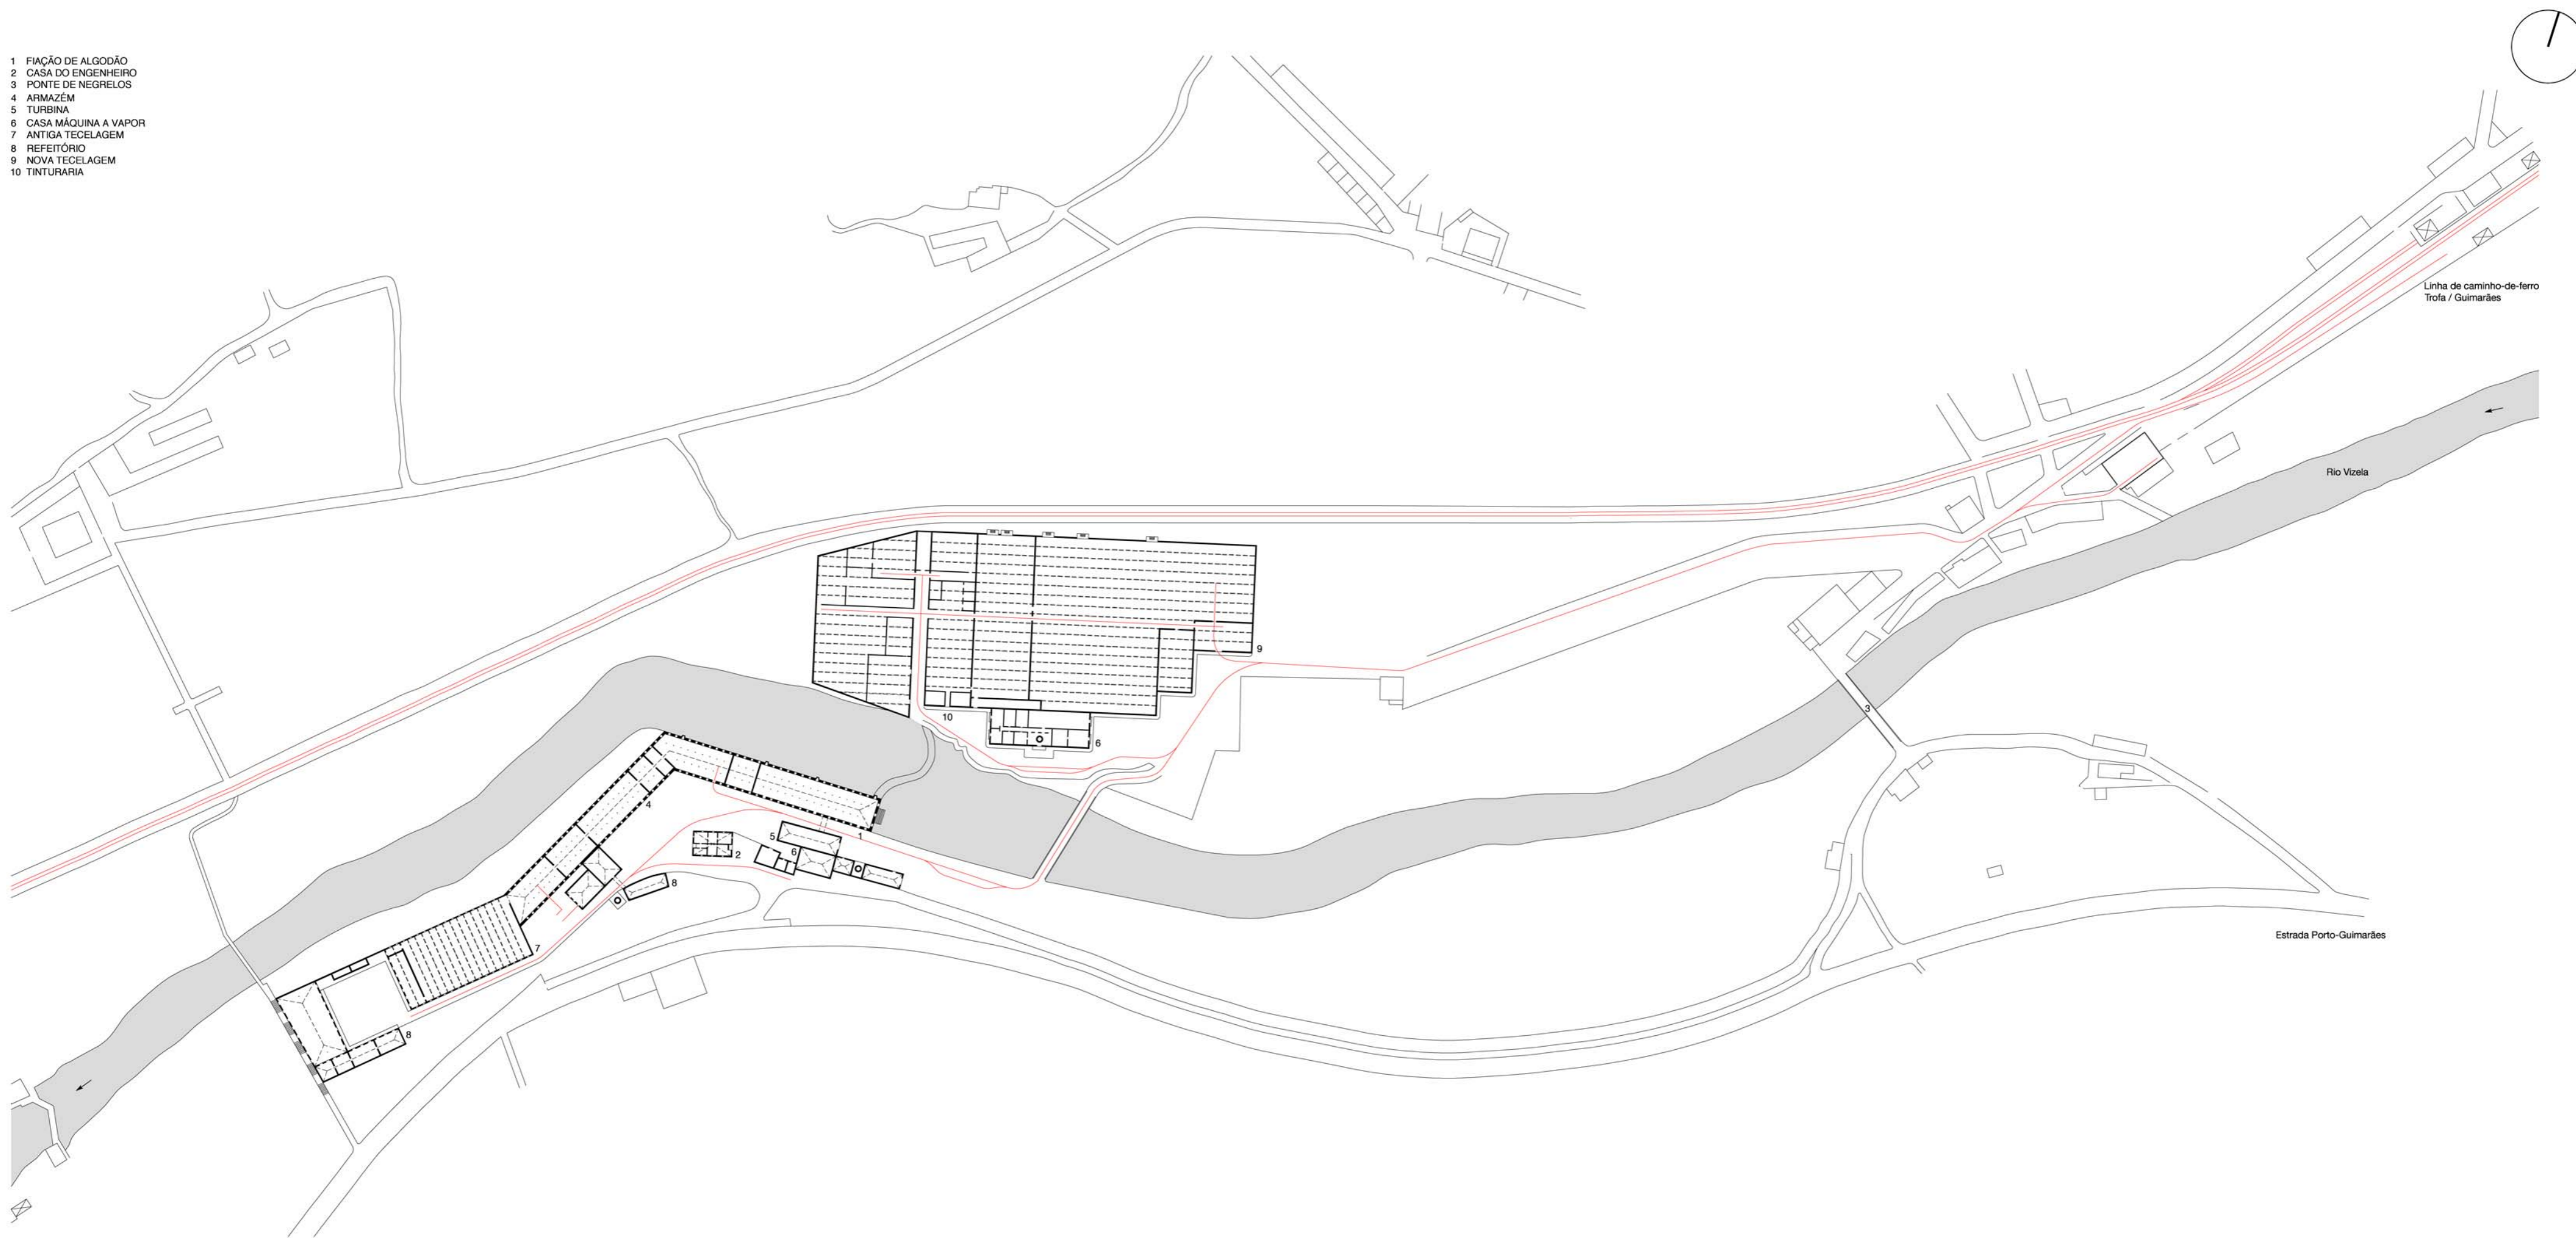 1 FIAÇÃO DE ALGODÃO
2 CASA DO ENGENHEIRO
3 PONTE DE NEGRELOS
4 ARMAZÉM
5 TURBINA
6 CASA MÁQUINA A VAPOR
7 ANTIGA TECELAGEM
8 REFEITÓRIO
9 NOVA TECELAGEM
10 TINTURARIA
Linha de caminho-de-ferro
Trofa / Guimarães
Rio Vizela
9
3
10
6
4
5
1
2
6
8
7
Estrada Porto-Guimarães
8